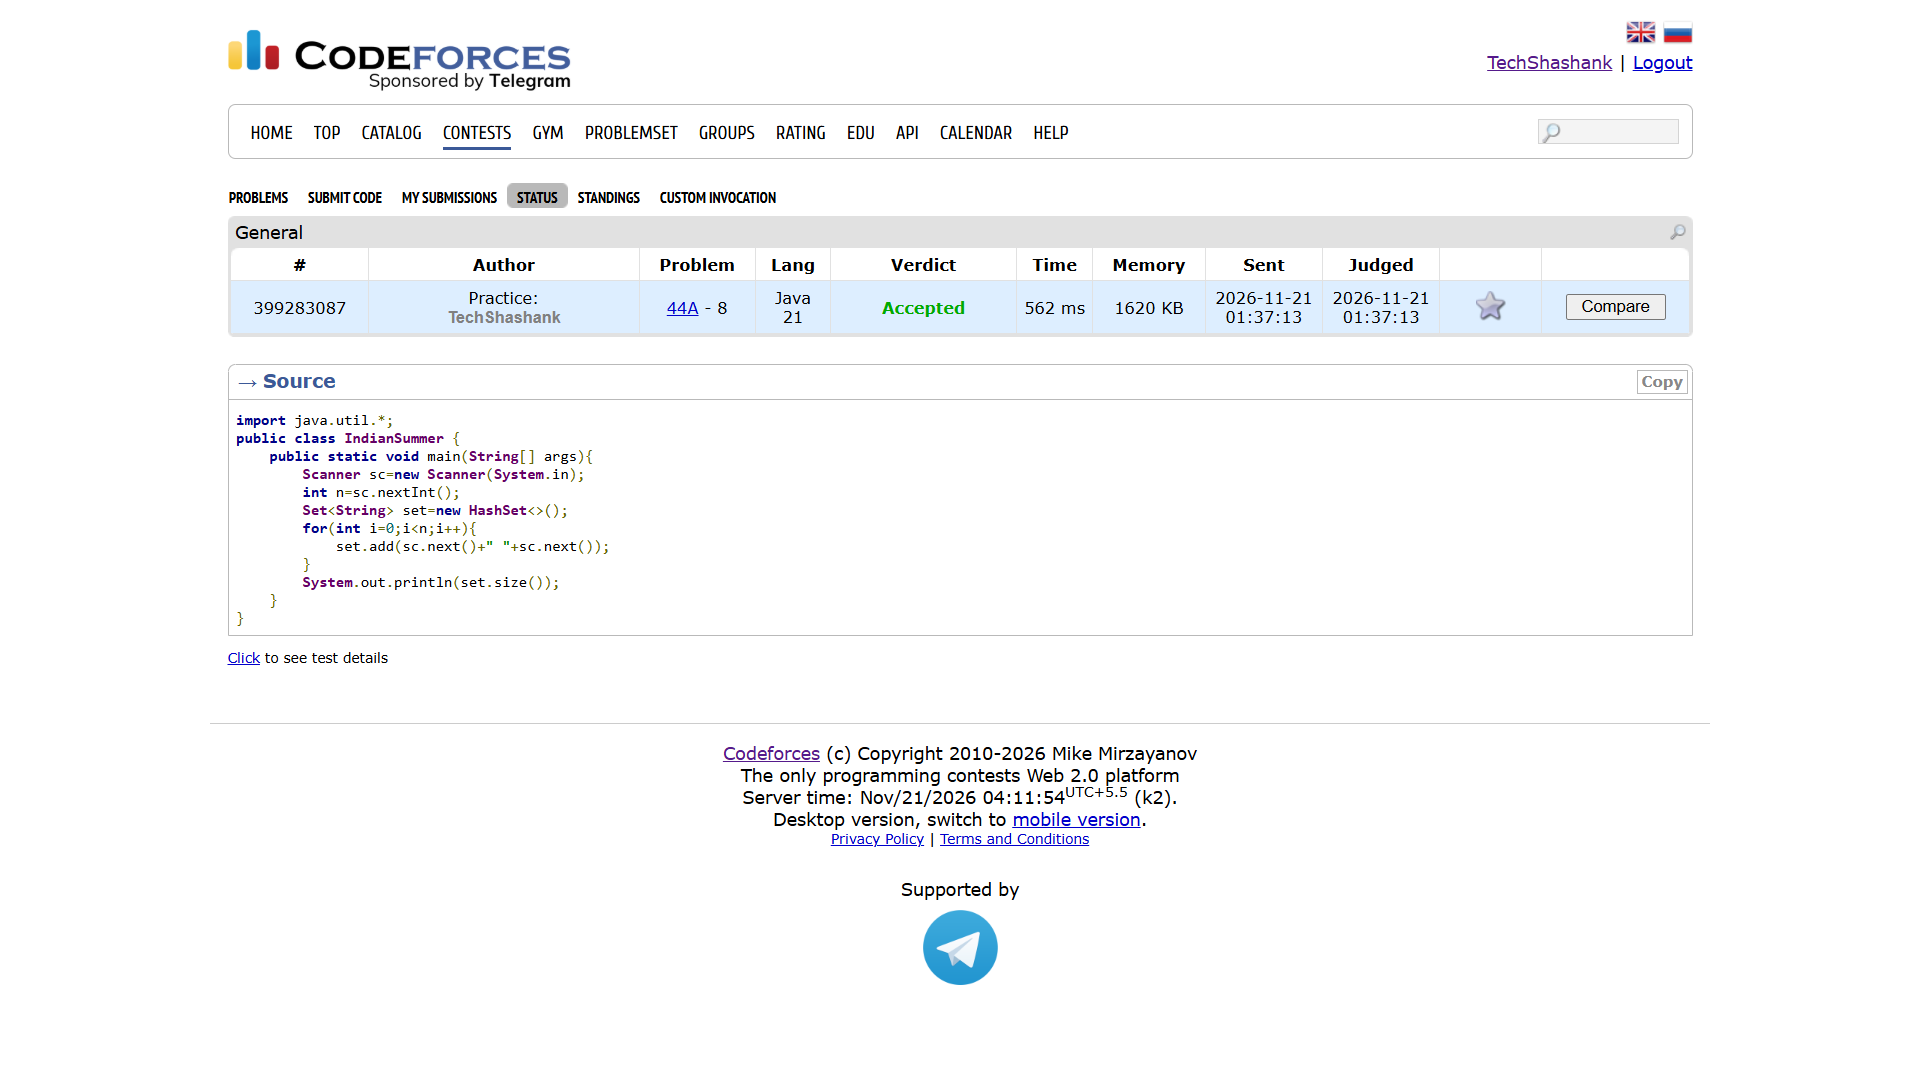 CODEFORCES
Sponsored by Telegram
TechShashank | Logout
HOME TOP CATALOG CONTESTS GYM PROBLEMSET GROUPS RATING EDU API CALENDAR HELP
PROBLEMS SUBMIT CODE MY SUBMISSIONS STATUS STANDINGS CUSTOM INVOCATION
General
# Author Problem Lang Verdict Time Memory Sent Judged
399283087 Practice: TechShashank 44A - 8 Java 21 Accepted 562 ms 1620 KB 2026-11-21 01:37:13 2026-11-21 01:37:13 Compare
→ Source Copy
import java.util.*;
public class IndianSummer {
    public static void main(String[] args){
        Scanner sc=new Scanner(System.in);
        int n=sc.nextInt();
        Set<String> set=new HashSet<>();
        for(int i=0;i<n;i++){
            set.add(sc.next()+" "+sc.next());
        }
        System.out.println(set.size());
    }
}
Click to see test details
Codeforces (c) Copyright 2010-2026 Mike Mirzayanov
The only programming contests Web 2.0 platform
Server time: Nov/21/2026 04:11:54UTC+5.5 (k2).
Desktop version, switch to mobile version.
Privacy Policy | Terms and Conditions
Supported by